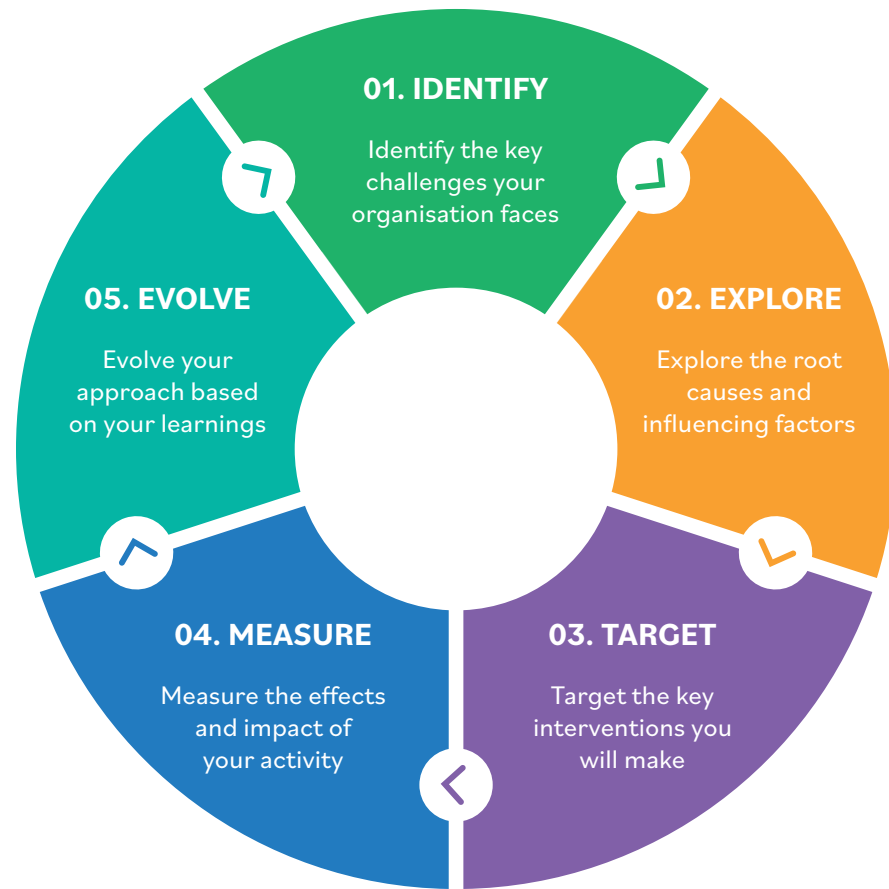 01. IDENTIFY
Identify the key
challenges your
organisation faces
02. EXPLORE
Explore the root
causes and
influencing factors
03. TARGET
Target the key
interventions you
will make
04. MEASURE
Measure the effects
and impact of
your activity
05. EVOLVE
Evolve your
approach based
on your learnings